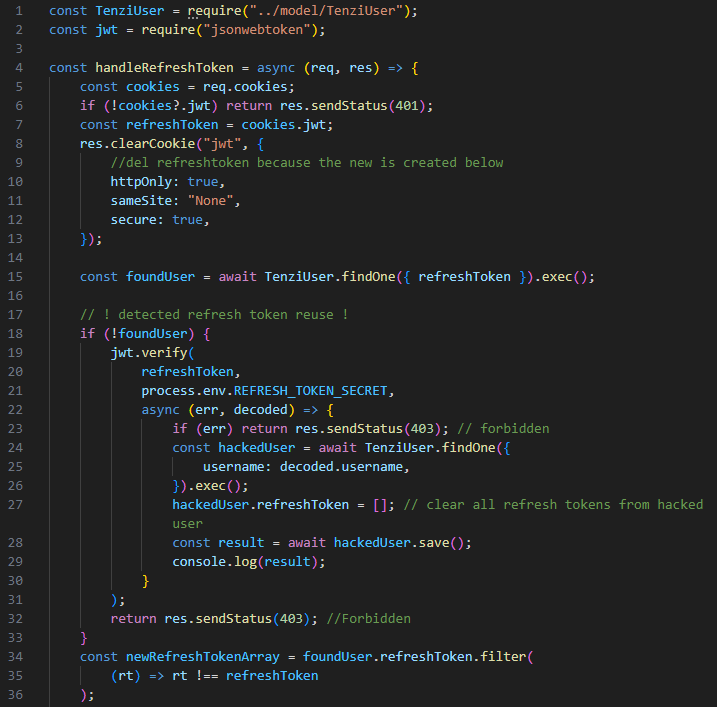 1 const TenziUser = require("../model/TenziUser");
2 const jwt = require("jsonwebtoken");
3
4 const handleRefreshToken = async (req, res) => {
5     const cookies = req.cookies;
6     if (!cookies?.jwt) return res.sendStatus(401);
7     const refreshToken = cookies.jwt;
8     res.clearCookie("jwt", {
9         //del refreshtoken because the new is created below
10         httpOnly: true,
11         sameSite: "None",
12         secure: true,
13     });
14
15     const foundUser = await TenziUser.findOne({ refreshToken }).exec();
16
17     // ! detected refresh token reuse !
18     if (!foundUser) {
19         jwt.verify(
20             refreshToken,
21             process.env.REFRESH_TOKEN_SECRET,
22             async (err, decoded) => {
23                 if (err) return res.sendStatus(403); // forbidden
24                 const hackedUser = await TenziUser.findOne({
25                     username: decoded.username,
26                 }).exec();
27                 hackedUser.refreshToken = []; // clear all refresh tokens from hacked
                user
28                 const result = await hackedUser.save();
29                 console.log(result);
30             }
31         );
32         return res.sendStatus(403); //Forbidden
33     }
34     const newRefreshTokenArray = foundUser.refreshToken.filter(
35         (rt) => rt !== refreshToken
36     );